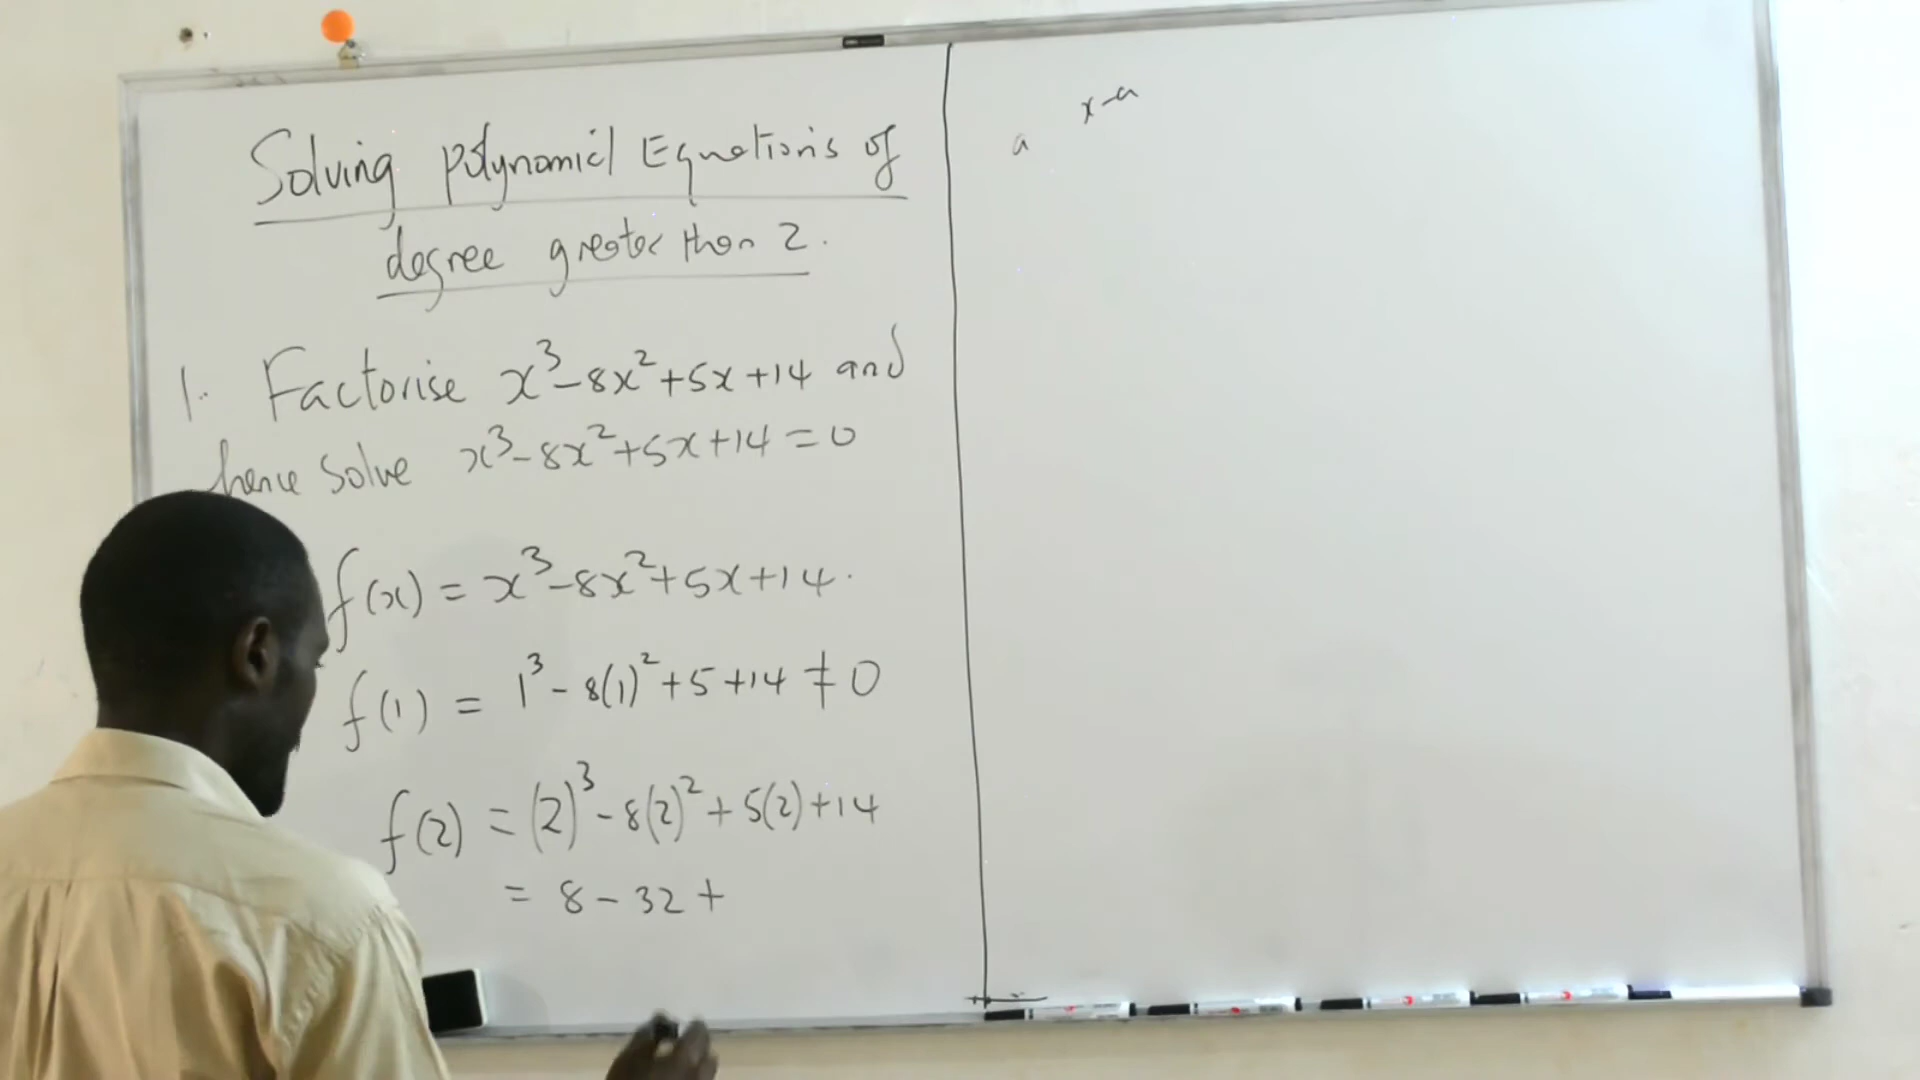 Solving polynomial Equations of
degree greater than 2.
1. Factorise x³-8x²+5x+14 and
hence solve x³-8x²+5x+14=0
f(x) = x³-8x²+5x+14.
f(1) = 1³-8(1)²+5+14≠0
f(2) = (2)³-8(2)²+5(2)+14
= 8-32+
x-a
a